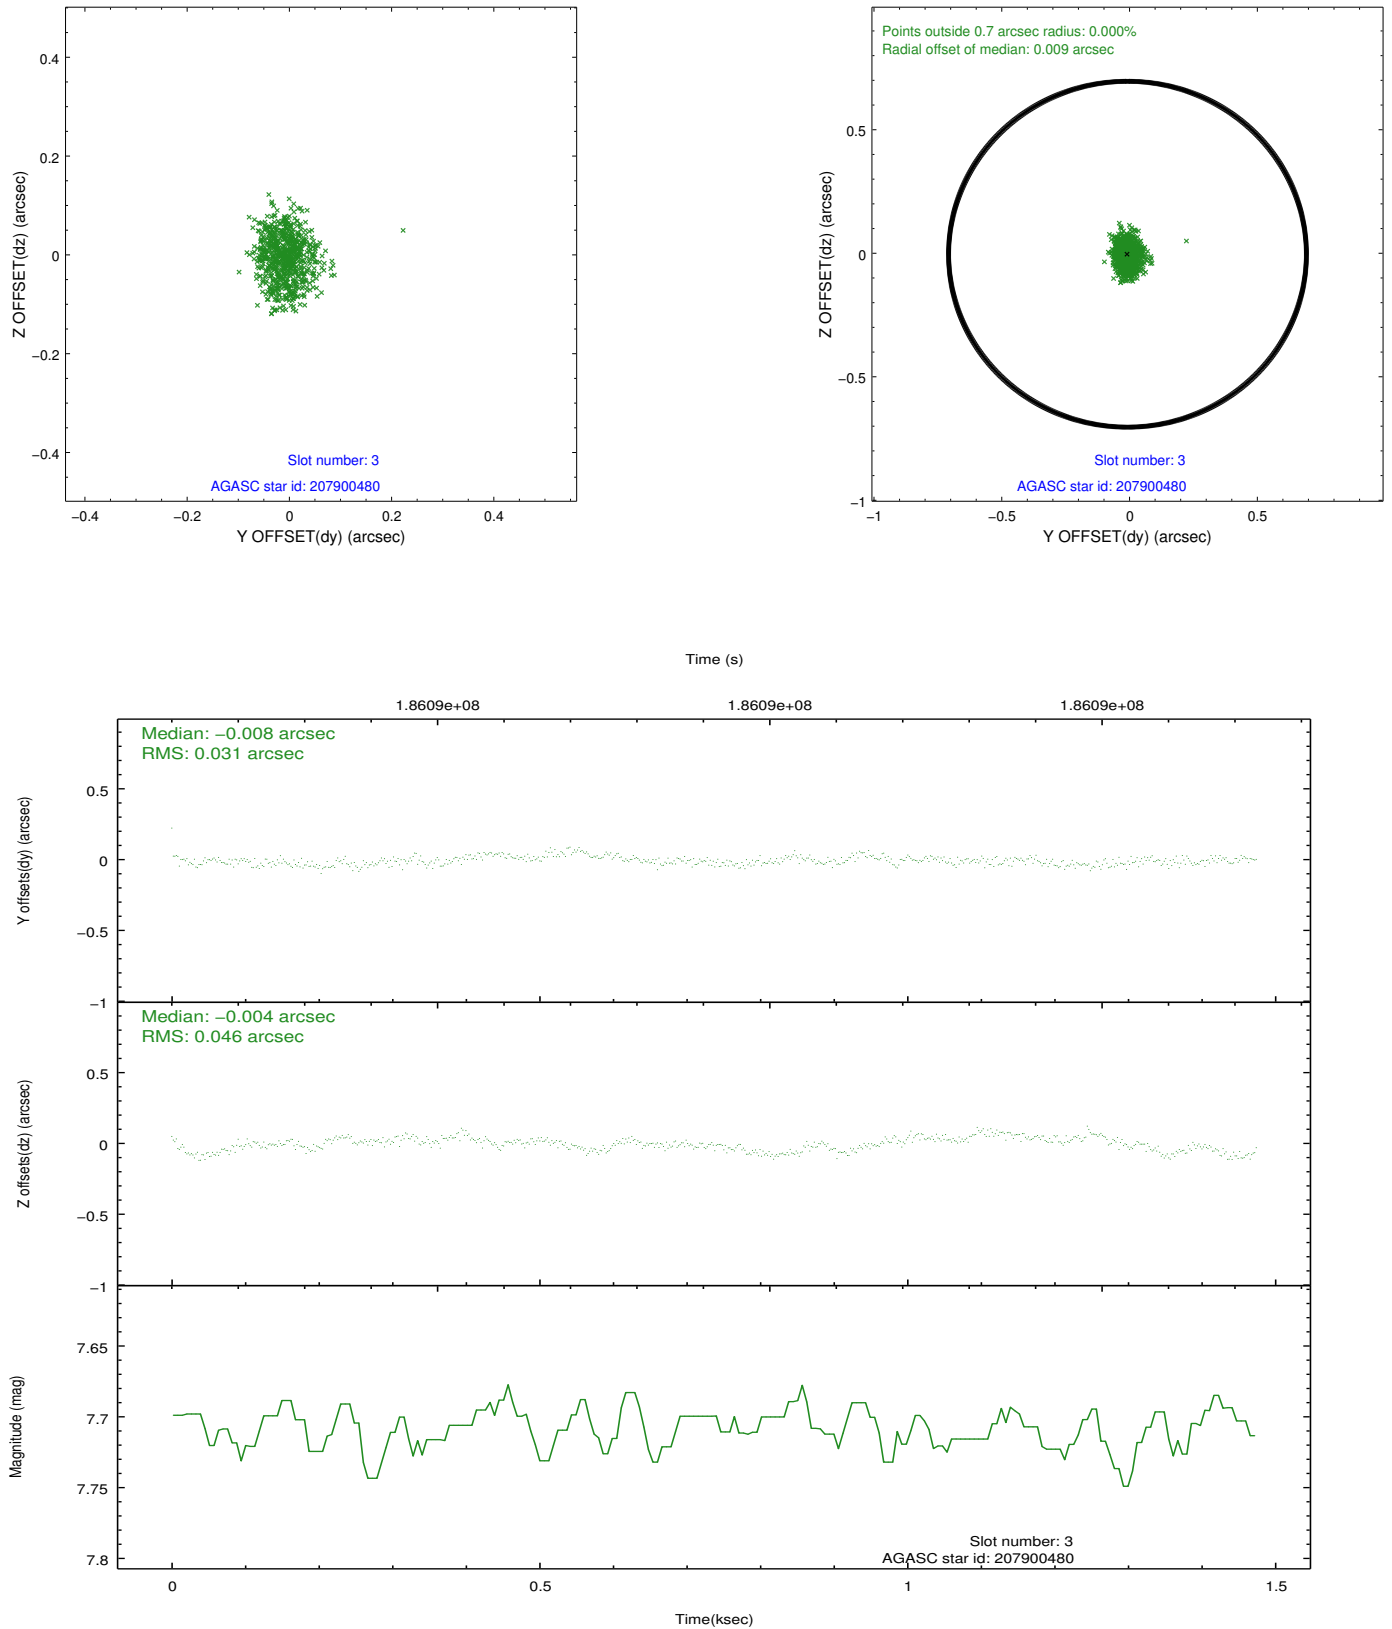 0.4
0.2
0
−0.2
−0.4
Z OFFSET(dz) (arcsec)
Slot number: 3
AGASC star id: 207900480
−0.4
−0.2
0
0.2
0.4
Y OFFSET(dy) (arcsec)
Points outside 0.7 arcsec radius: 0.000%
Radial offset of median: 0.009 arcsec
0.5
0
−0.5
−1
Z OFFSET(dz) (arcsec)
Slot number: 3
AGASC star id: 207900480
−1
−0.5
0
0.5
Y OFFSET(dy) (arcsec)
Time (s)
1.8609e+08
1.8609e+08
1.8609e+08
Median: −0.008 arcsec
RMS: 0.031 arcsec
0.5
0
−0.5
−1
Y offsets(dy) (arcsec)
Median: −0.004 arcsec
RMS: 0.046 arcsec
0.5
0
−0.5
−1
Z offsets(dz) (arcsec)
7.65
7.7
7.75
7.8
Magnitude (mag)
Slot number: 3
AGASC star id: 207900480
0
0.5
1
1.5
Time(ksec)